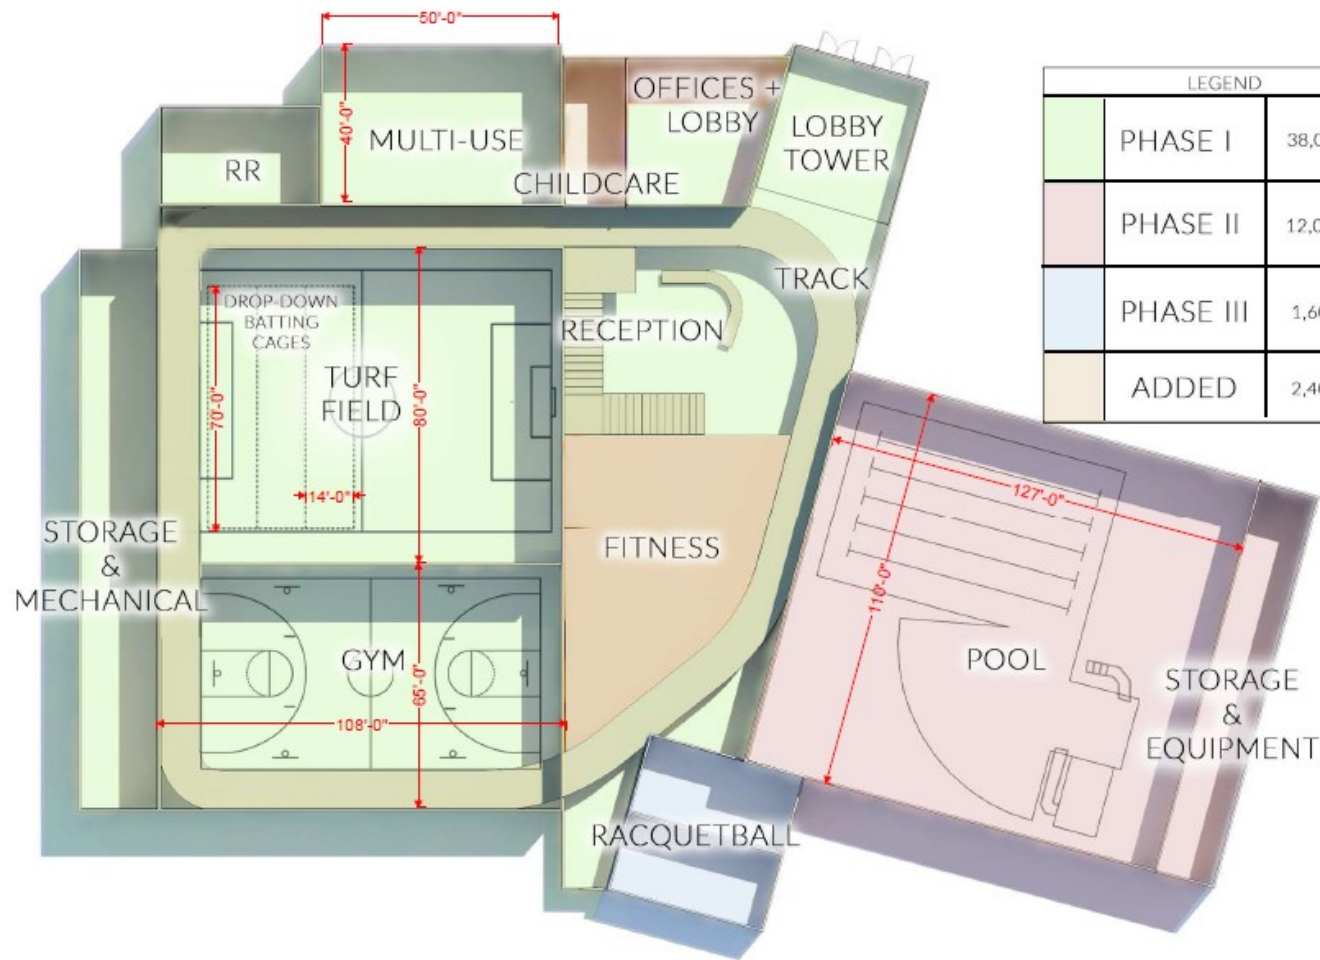 50'-0"
40'-0"
MULTI-USE
RR
CHILDCARE
OFFICES +
LOBBY
LOBBY
TOWER
TRACK
DROP-DOWN
BATTING
CAGES
TURF
FIELD
70'-0"
80'-0"
14'-0"
RECEPTION
FITNESS
STORAGE
&
MECHANICAL
GYM
65'-0"
108'-0"
RACQUETBALL
127'-0"
110'-0"
POOL
STORAGE
&
EQUIPMENT
LEGEND
PHASE I
PHASE II
PHASE III
ADDED